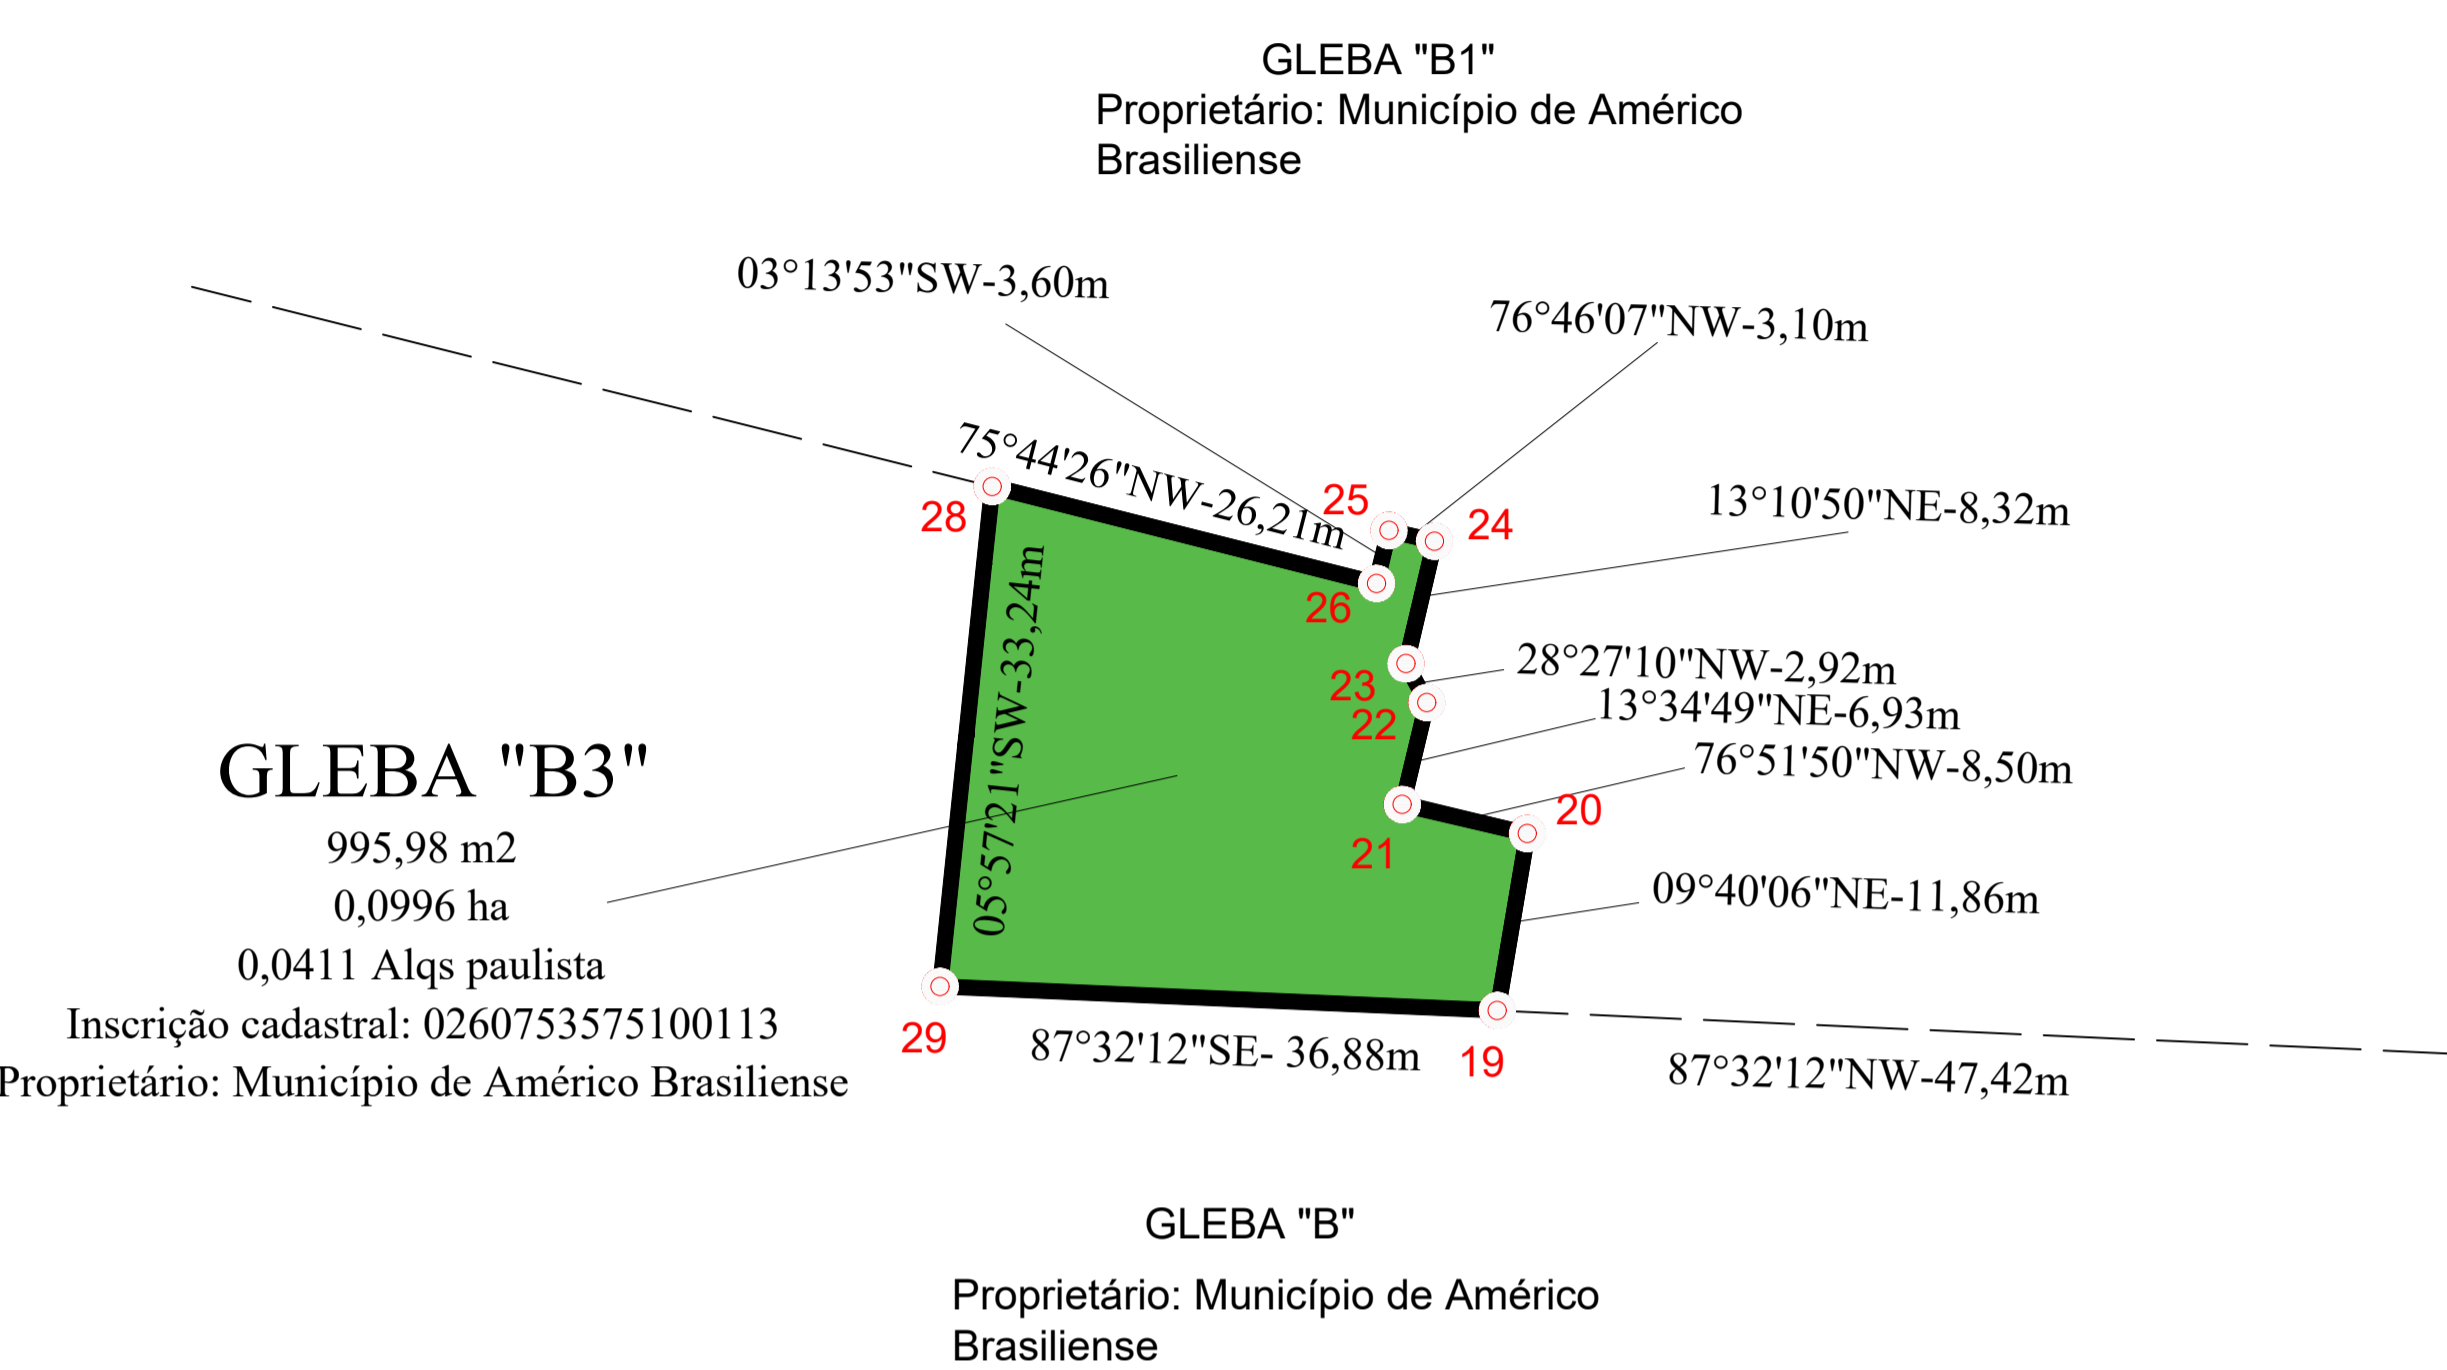 GLEBA "B1"
Proprietário: Município de Américo
Brasiliense
03°13'53"SW-3,60m
76°46'07"NW-3,10m
75°44'26"NW-26,21m
13°10'50"NE-8,32m
28
25
24
26
05°57'21"SW-33,24m
28°27'10"NW-2,92m
23
13°34'49"NE-6,93m
22
76°51'50"NW-8,50m
20
21
09°40'06"NE-11,86m
GLEBA "B3"
995,98 m2
0,0996 ha
0,0411 Alqs paulista
Inscrição cadastral: 0260753575100113
Proprietário: Município de Américo Brasiliense
29
87°32'12"SE- 36,88m
19
87°32'12"NW-47,42m
GLEBA "B"
Proprietário: Município de Américo
Brasiliense